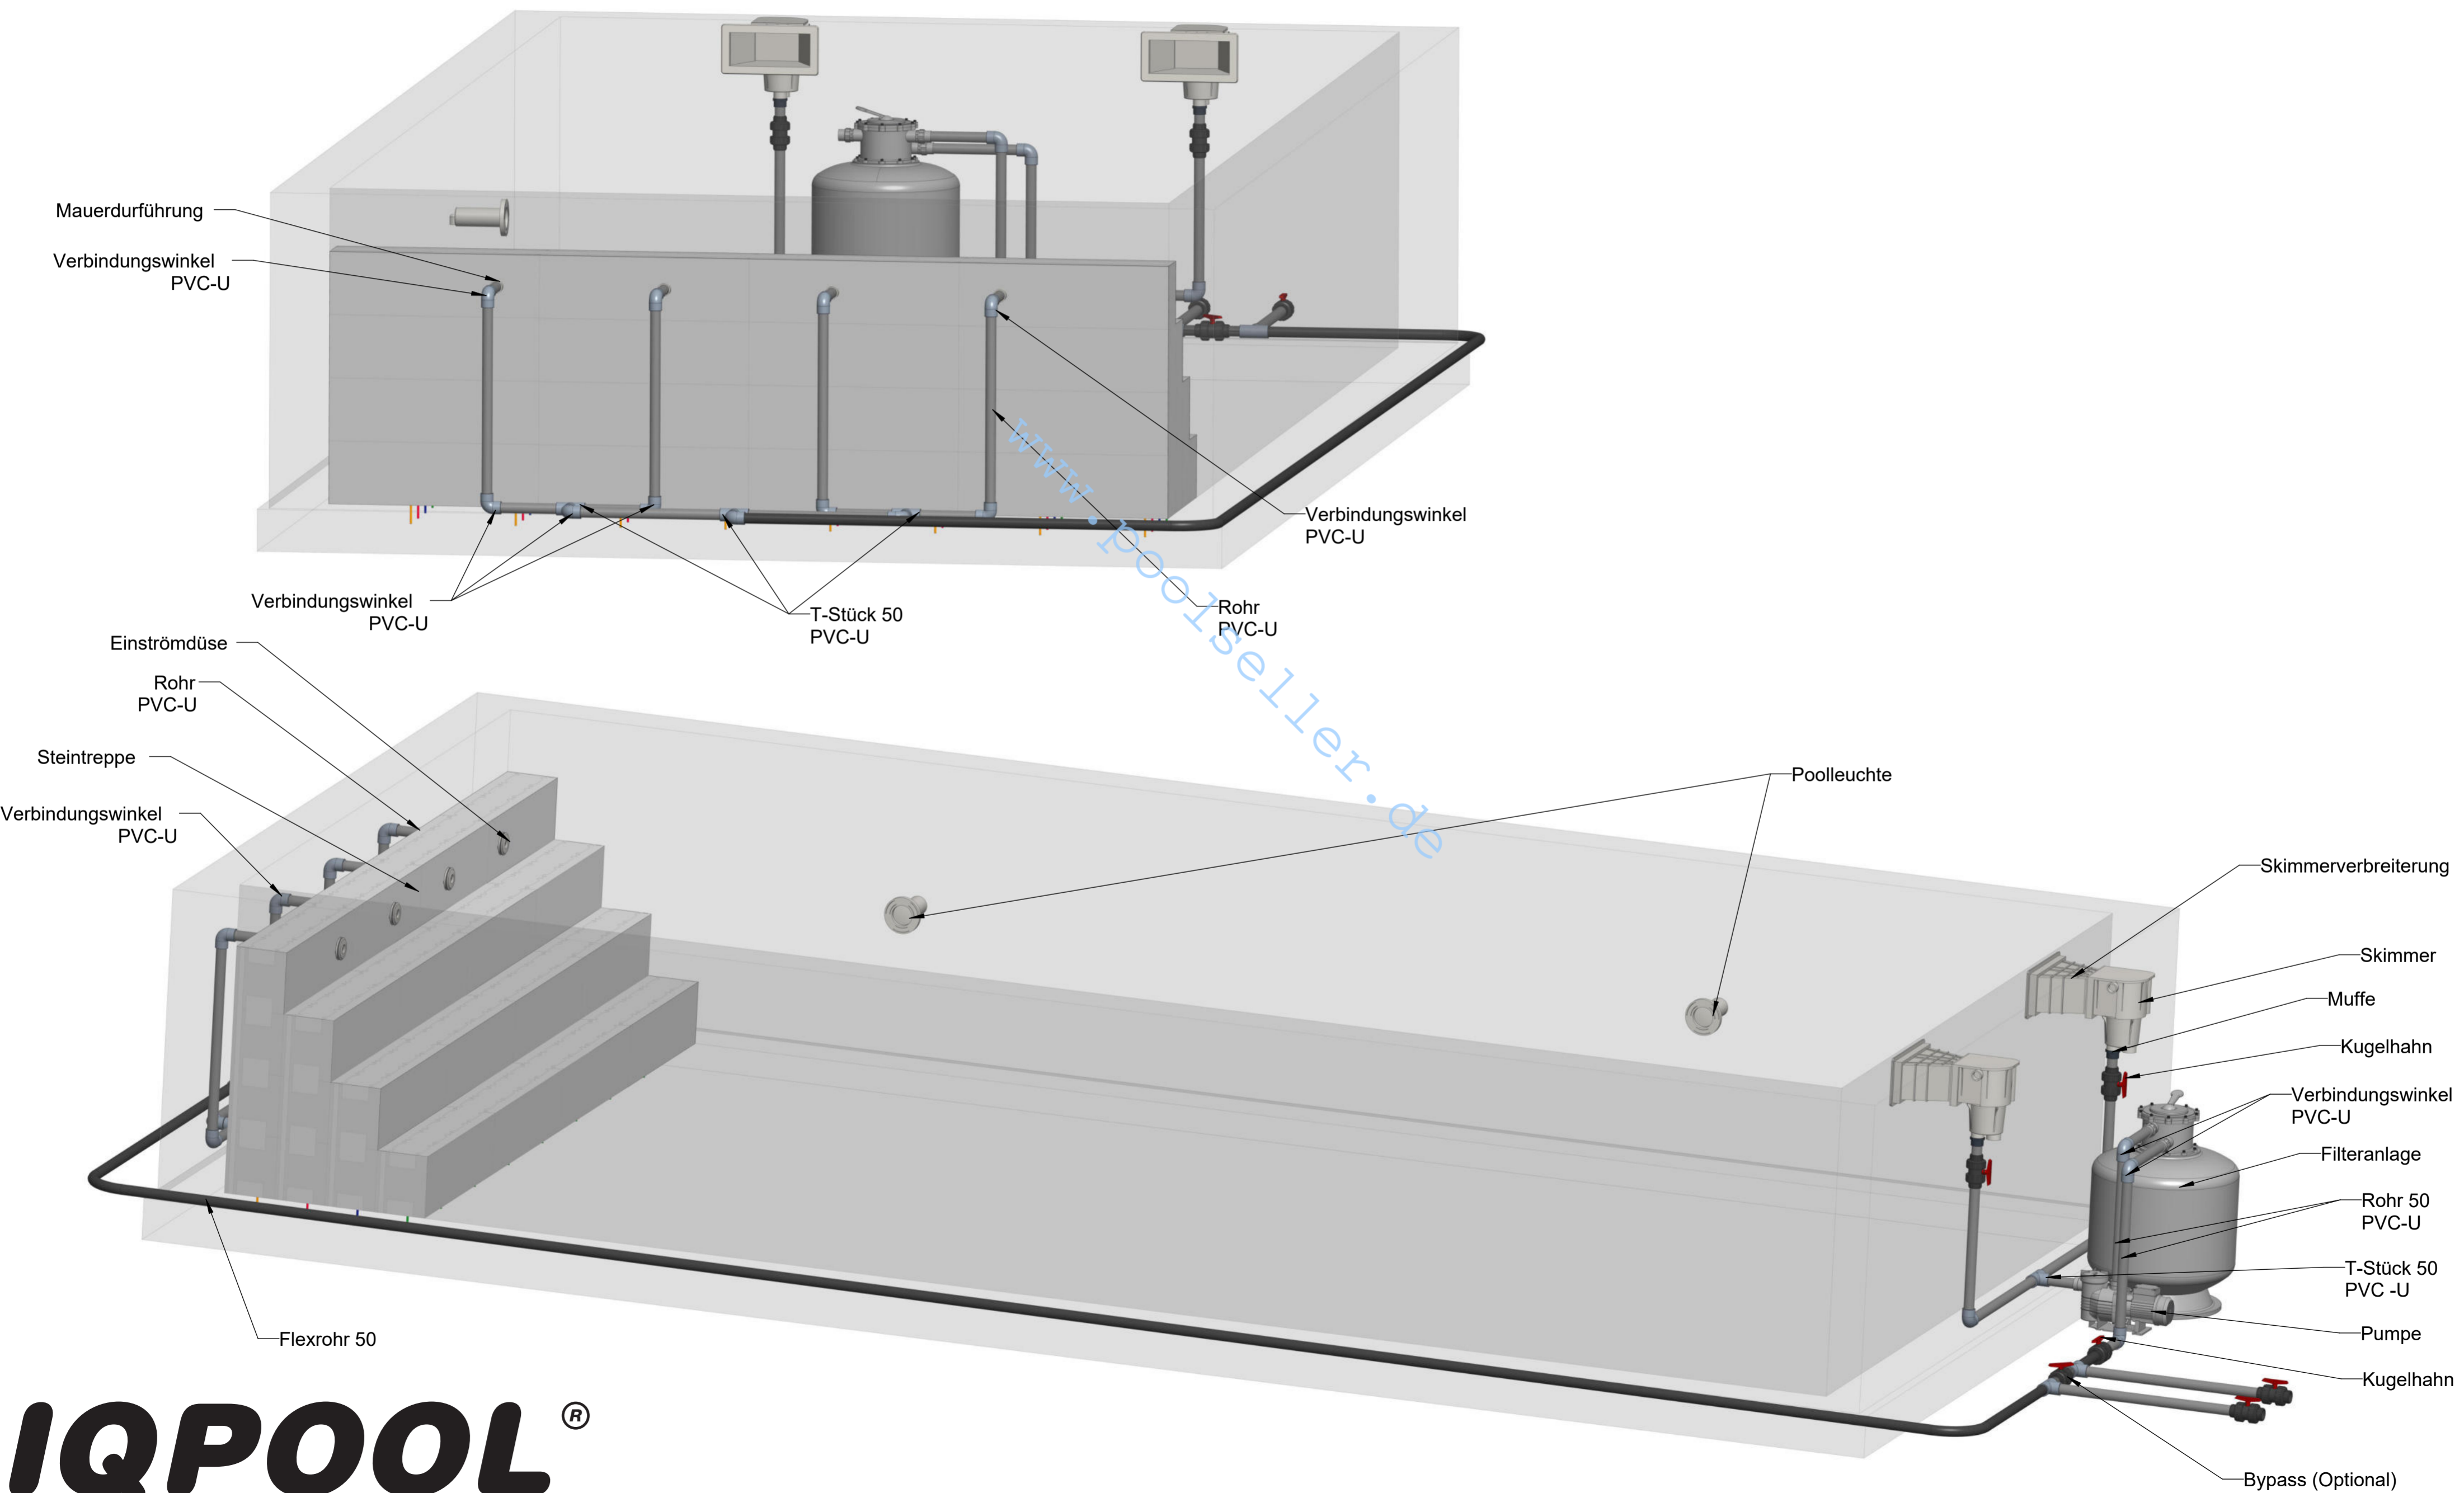 Mauerdurführung
Verbindungswinkel
PVC-U
Verbindungswinkel
PVC-U
Verbindungswinkel
PVC-U
T-Stück 50
PVC-U
Rohr
PVC-U
www.poolseller.de
Einströmdüse
Rohr
PVC-U
Steintreppe
Verbindungswinkel
PVC-U
Poolleuchte
Skimmerverbreiterung
Skimmer
Muffe
Kugelhahn
Verbindungswinkel
PVC-U
Filteranlage
Rohr 50
PVC-U
T-Stück 50
PVC -U
Pumpe
Kugelhahn
Flexrohr 50
Bypass (Optional)
IQPOOL®